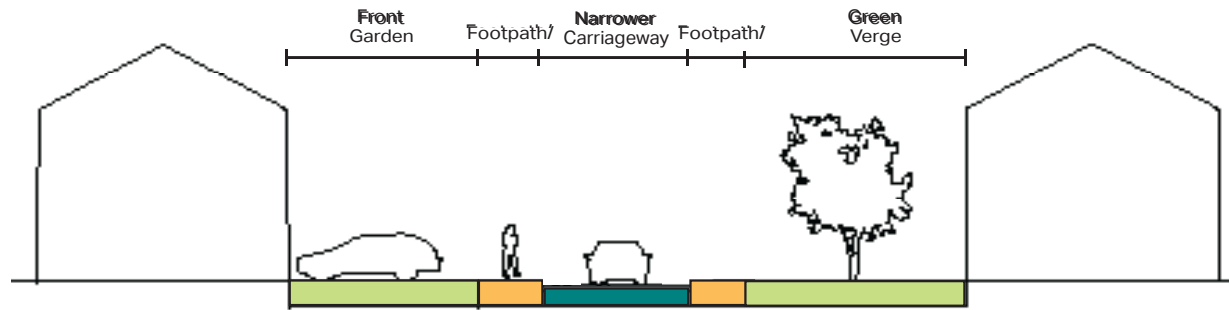 Front
Garden
Footpath/
Narrower
Carriageway
Footpath/
Green
Verge